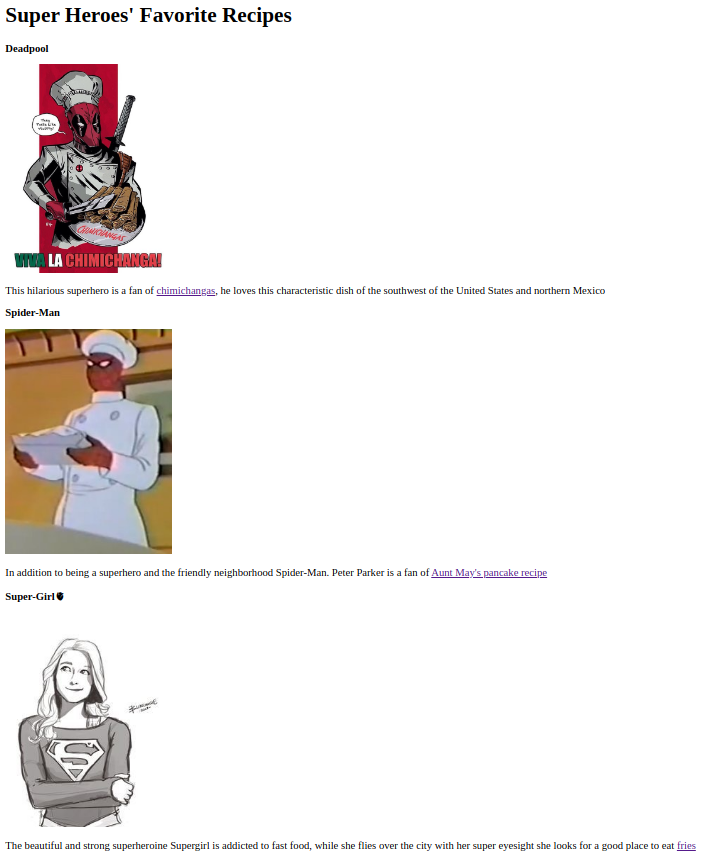 Super Heroes' Favorite Recipes
Deadpool
CHIMICHANGAS
VIVA LA CHIMICHANGA!
This hilarious superhero is a fan of chimichangas, he loves this characteristic dish of the southwest of the United States and northern Mexico
Spider-Man
In addition to being a superhero and the friendly neighborhood Spider-Man. Peter Parker is a fan of Aunt May's pancake recipe
Super-Girl
The beautiful and strong superheroine Supergirl is addicted to fast food, while she flies over the city with her super eyesight she looks for a good place to eat fries